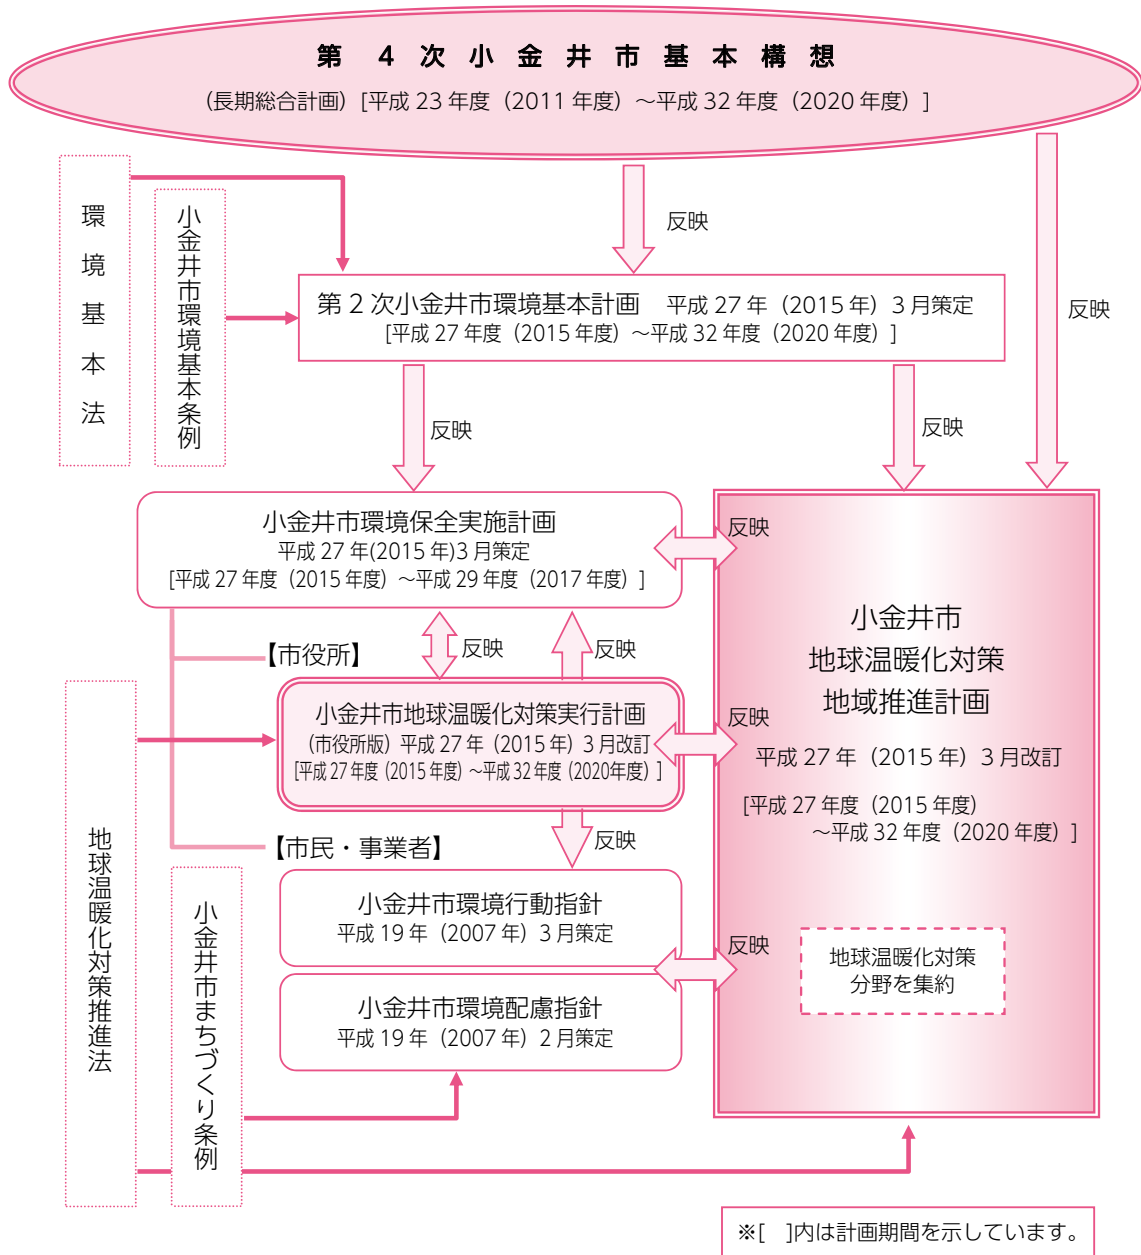 第４次小金井市基本構想
(長期総合計画) [平成 23 年度（2011 年度）～平成 32 年度（2020 年度）]
環境基本法
小金井市環境基本条例
反映
反映
第 2 次小金井市環境基本計画　平成 27 年（2015 年）3 月策定
[平成 27 年度（2015 年度）～平成 32 年度（2020 年度）]
反映
反映
小金井市環境保全実施計画
平成 27 年(2015 年)3 月策定
[平成 27 年度（2015 年度）～平成 29 年度（2017 年度）]
反映
【市役所】
反映
反映
小金井市地球温暖化対策実行計画
(市役所版）平成 27 年（2015 年）3 月改訂
[平成 27 年度（2015 年度）～平成 32 年度（2020年度）]
反映
小金井市
地球温暖化対策
地域推進計画
平成 27 年（2015 年）3 月改訂
[平成 27 年度（2015 年度）
～平成 32 年度（2020 年度）]
地球温暖化対策
分野を集約
反映
【市民・事業者】
小金井市環境行動指針
平成 19 年（2007 年）3 月策定
反映
小金井市環境配慮指針
平成 19 年（2007 年）2 月策定
地球温暖化対策推進法
小金井市まちづくり条例
※[　]内は計画期間を示しています。